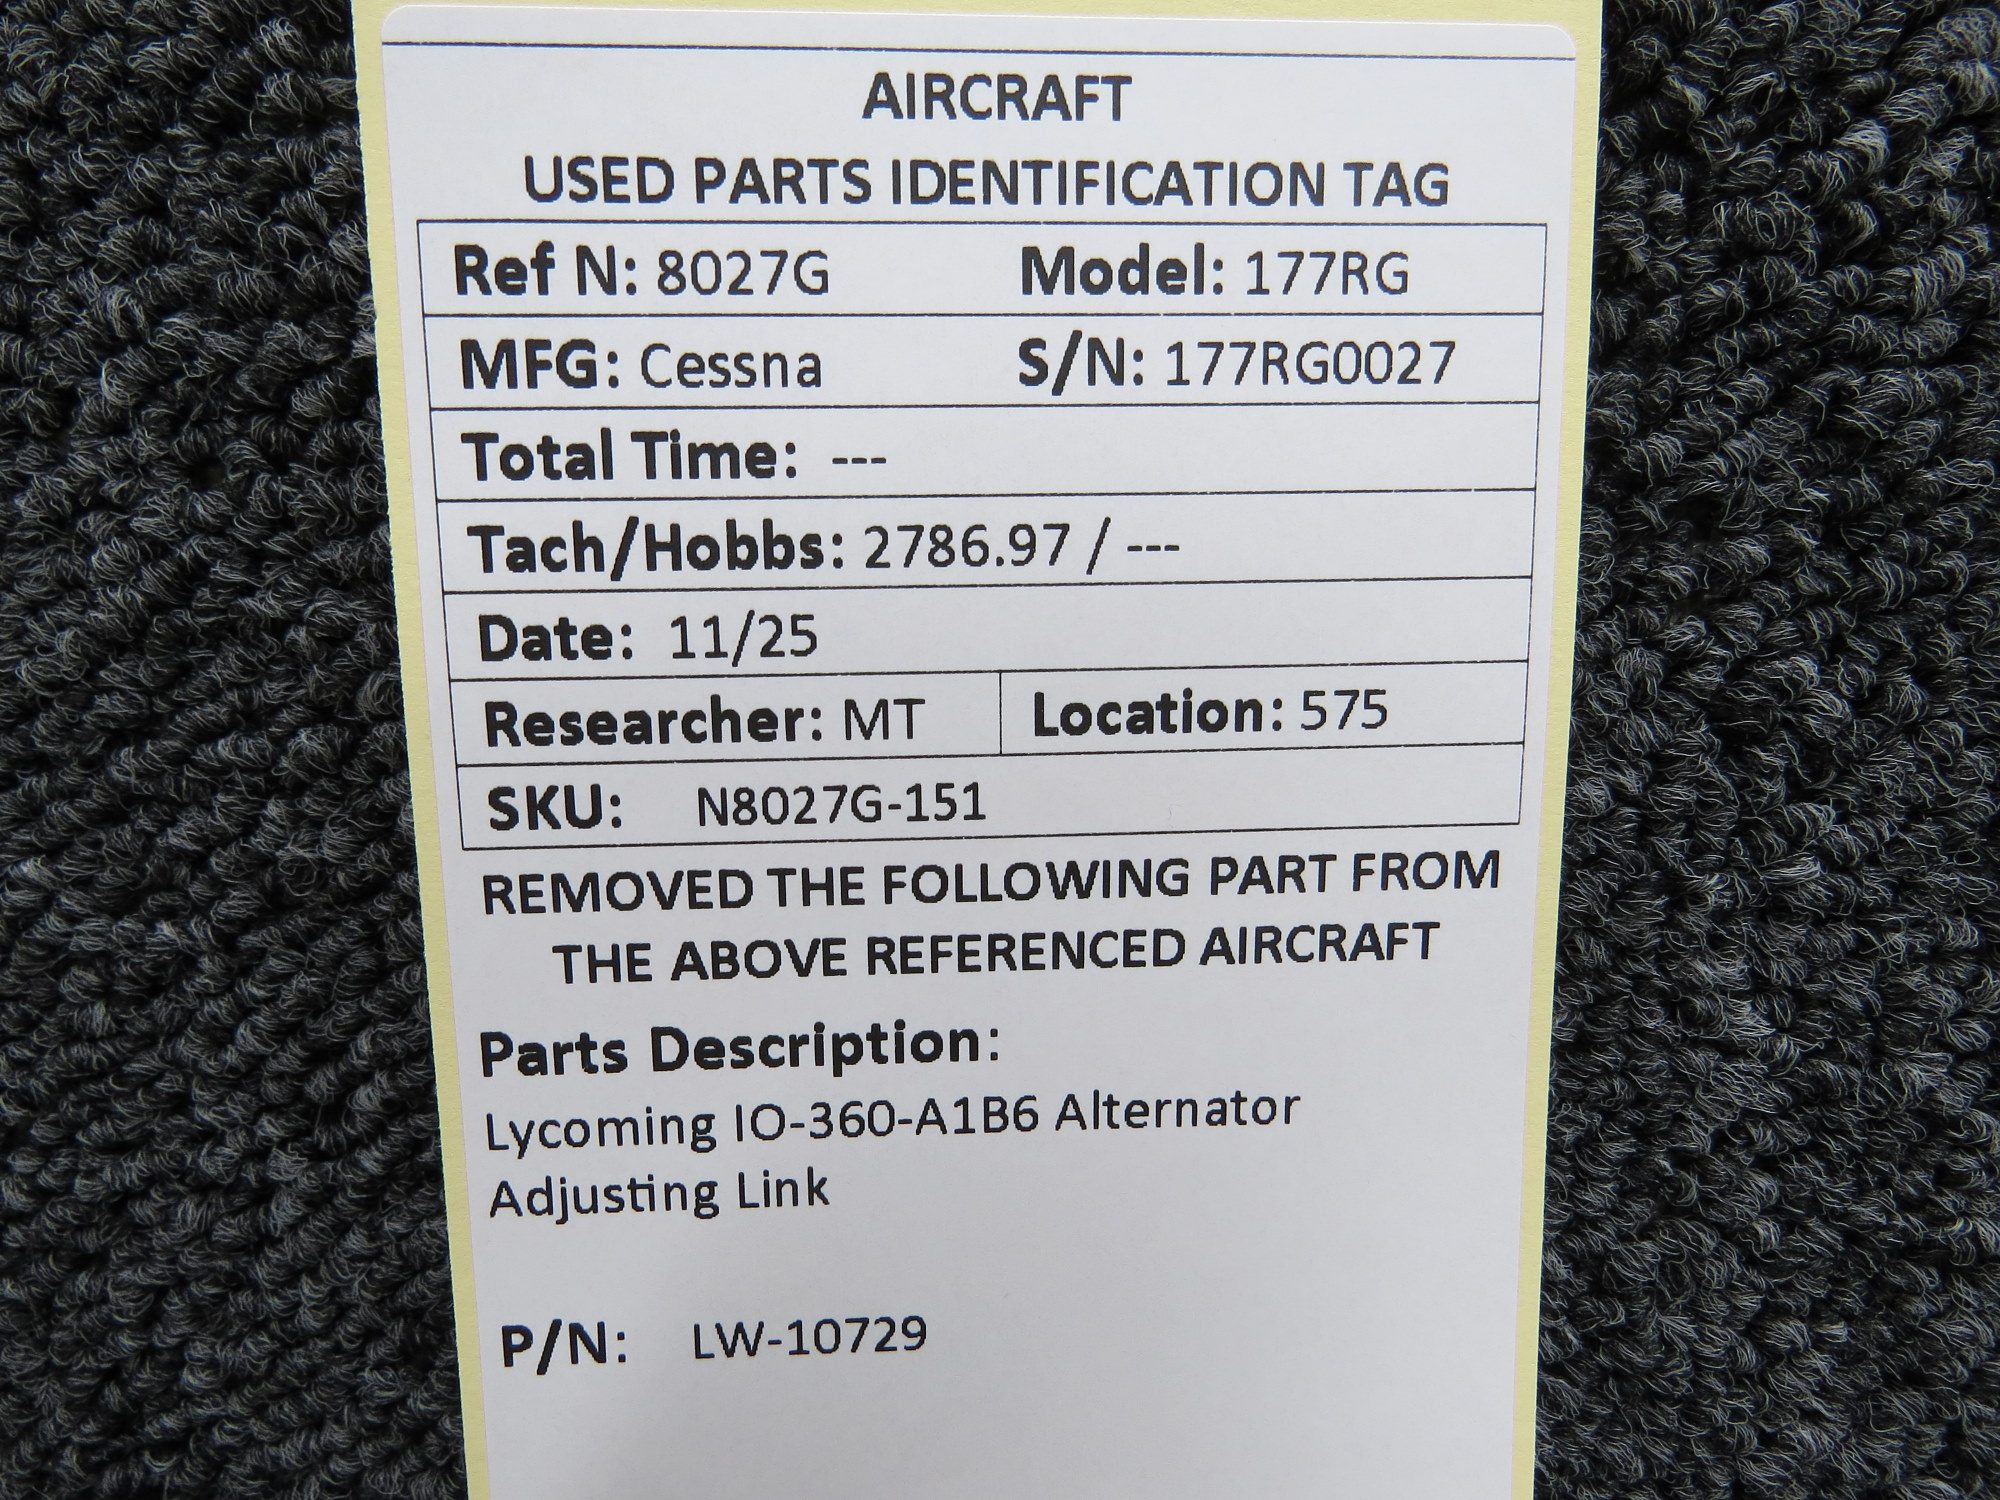 AIRCRAFT
USED PARTS IDENTIFICATION TAG
Ref N: 8027G Model: 177RG
MFG: Cessna S/N: 177RG0027
Total Time: ---
Tach/Hobbs: 2786.97 / ---
Date: 11/25
Researcher: MT Location: 575
SKU: N8027G-151
REMOVED THE FOLLOWING PART FROM
THE ABOVE REFERENCED AIRCRAFT
Parts Description:
Lycoming IO-360-A1B6 Alternator
Adjusting Link
P/N: LW-10729